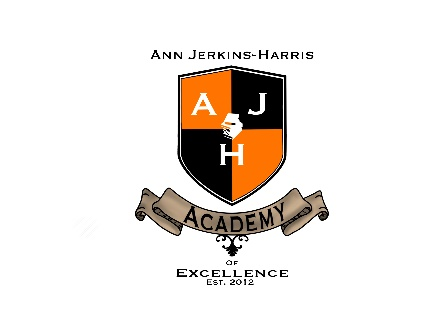 Ann Jerkins-Harris
A J
H
Academy
Of
Excellence
Est. 2012